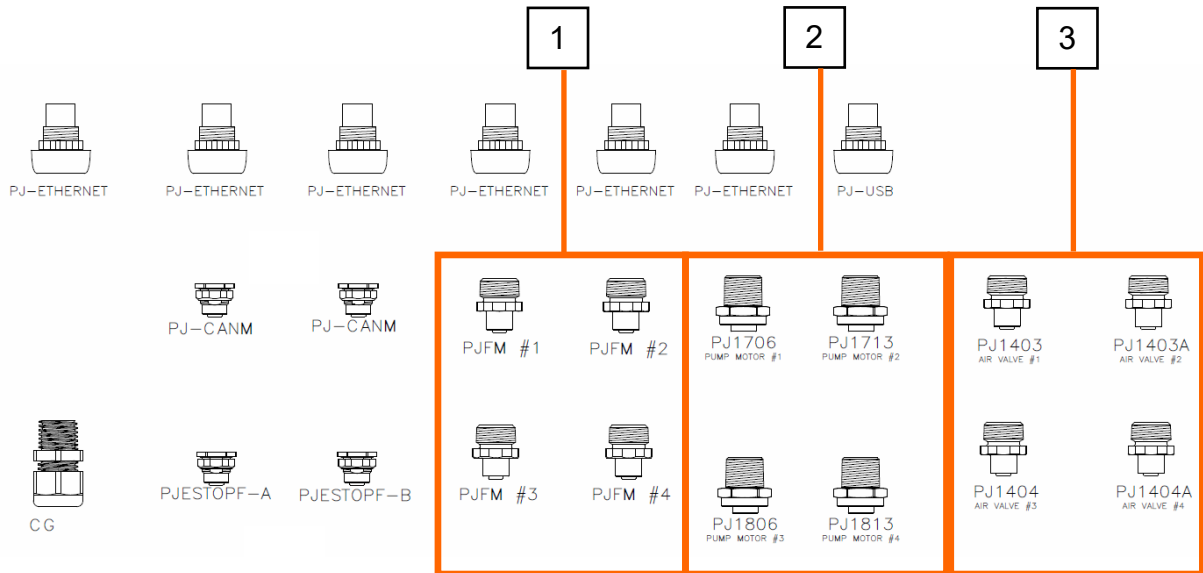 1
2
3
PJ-ETHERNET
PJ-ETHERNET
PJ-ETHERNET
PJ-ETHERNET
PJ-ETHERNET
PJ-ETHERNET
PJ-USB
PJ-CANM
PJ-CANM
PJFM #1
PJFM #2
PJ1706
PUMP MOTOR #1
PJ1713
PUMP MOTOR #2
PJ1403
AIR VALVE #1
PJ1403A
AIR VALVE #2
CG
PJESTOPF-A
PJESTOPF-B
PJFM #3
PJFM #4
PJ1806
PUMP MOTOR #3
PJ1813
PUMP MOTOR #4
PJ1404
AIR VALVE #3
PJ1404A
AIR VALVE #4